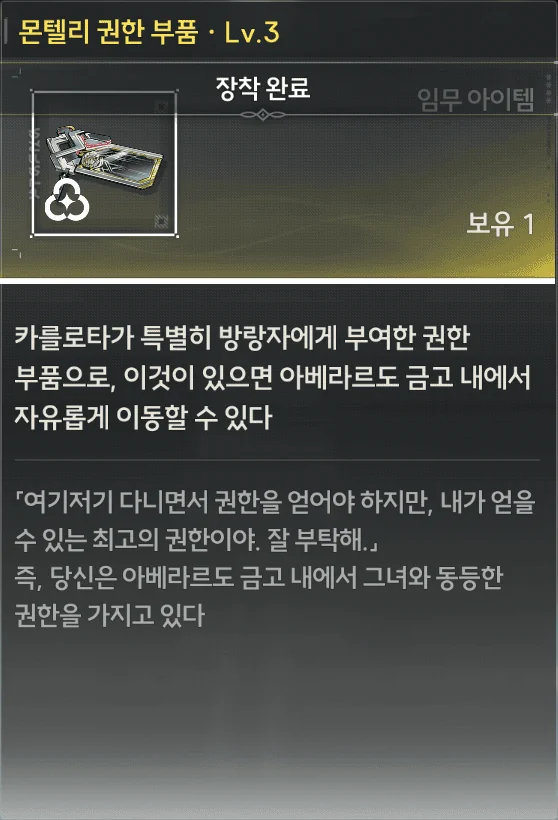 몬텔리 권한 부품 · Lv.3
장착 완료
임무 아이템
보유 1
카를로타가 특별히 방랑자에게 부여한 권한
부품으로, 이것이 있으면 아베라르도 금고 내에서
자유롭게 이동할 수 있다
「여기저기 다니면서 권한을 얻어야 하지만, 내가 얻을
수 있는 최고의 권한이야. 잘 부탁해.」
즉, 당신은 아베라르도 금고 내에서 그녀와 동등한
권한을 가지고 있다